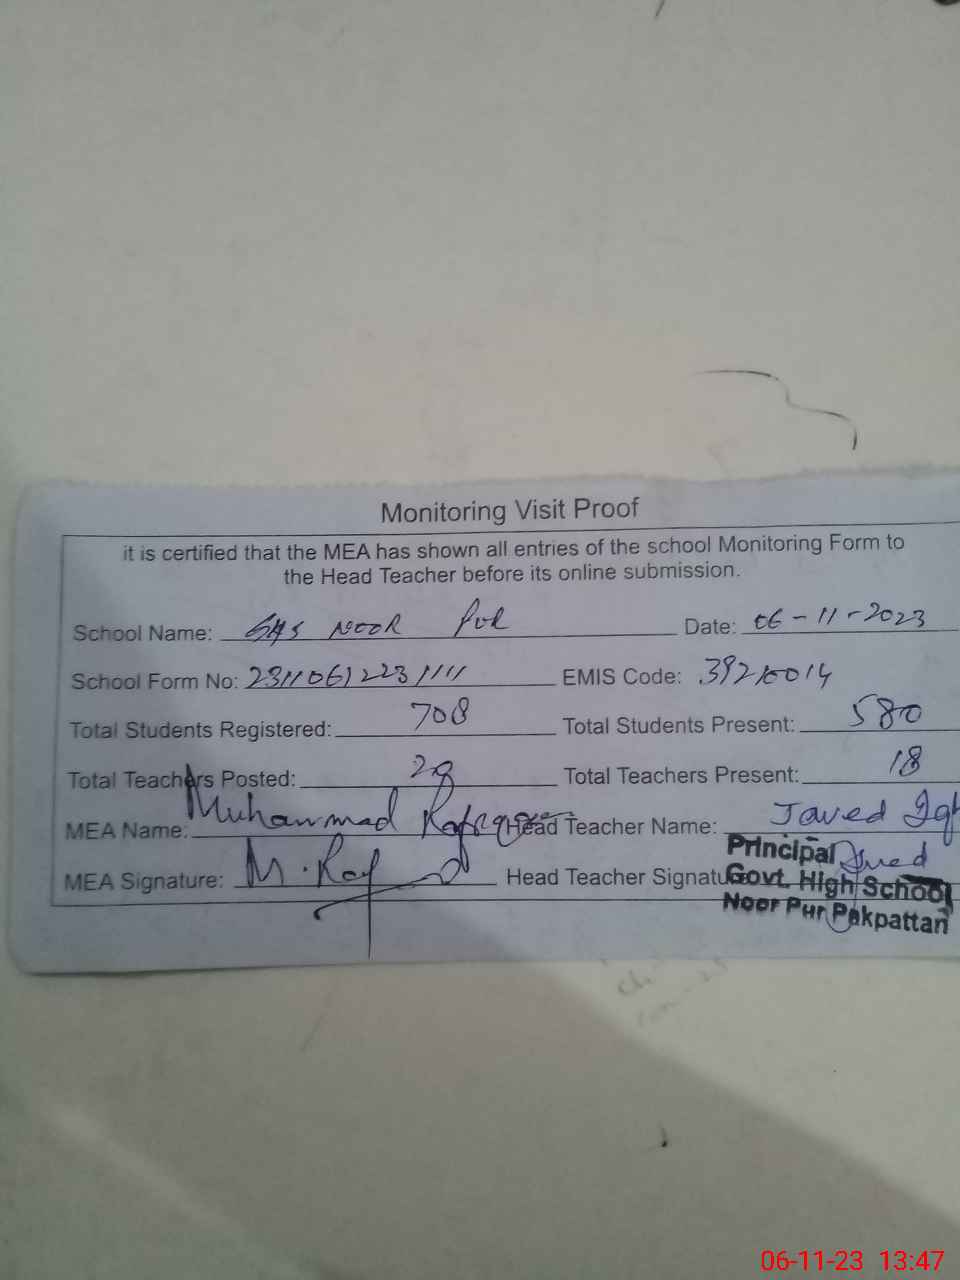 Monitoring Visit Proof
it is certified that the MEA has shown all entries of the school Monitoring Form to
the Head Teacher before its online submission.
School Name: GHS NOOR PUR Date: 06-11-2023
School Form No: EMIS Code:
Total Students Registered: 708 Total Students Present: 580
Total Teachers Posted: Total Teachers Present: 18
MEA Name: Muhammad Head Teacher Name: Javed
MEA Signature: M. Head Teacher Signatu
Principal
Govt. High School
Noor Pur Pakpattan
06-11-23 13:47